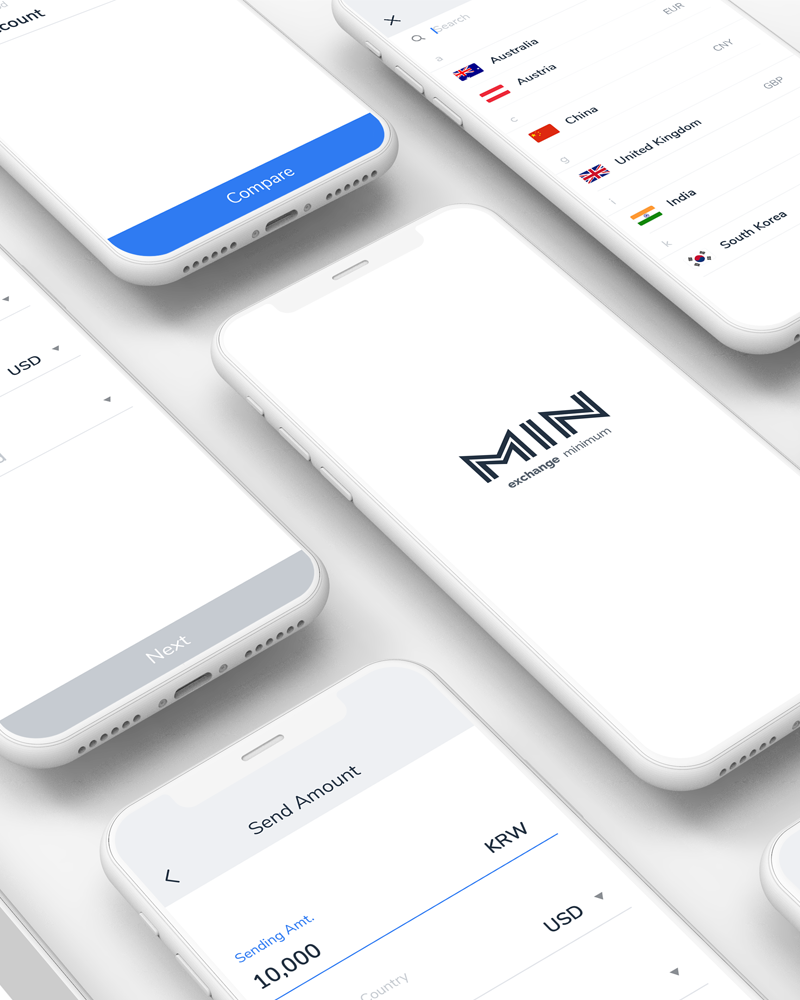 count
Compare
Search
EUR
a
Australia
CNY
Austria
c
China
GBP
g
United Kingdom
i
India
k
South Korea
USD
Next
MIN
exchange minimum
Send Amount
KRW
Sending Amt.
10,000
USD
Country